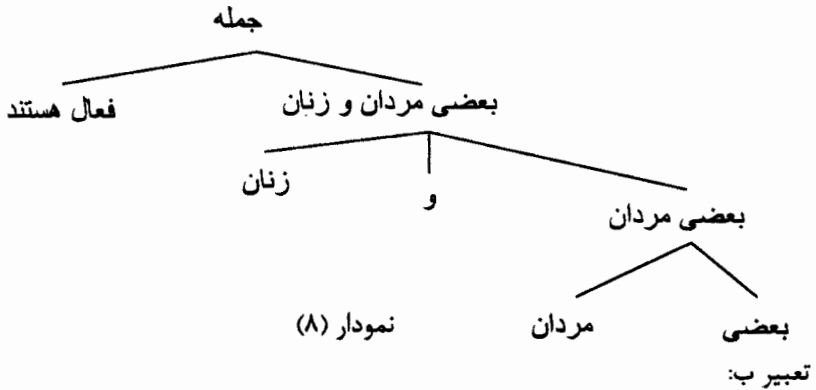 جمله
بعضی مردان و زنان فعال هستند
زنان
و
بعضی مردان
بعضی مردان نمودار (۸)
تعبیر ب: